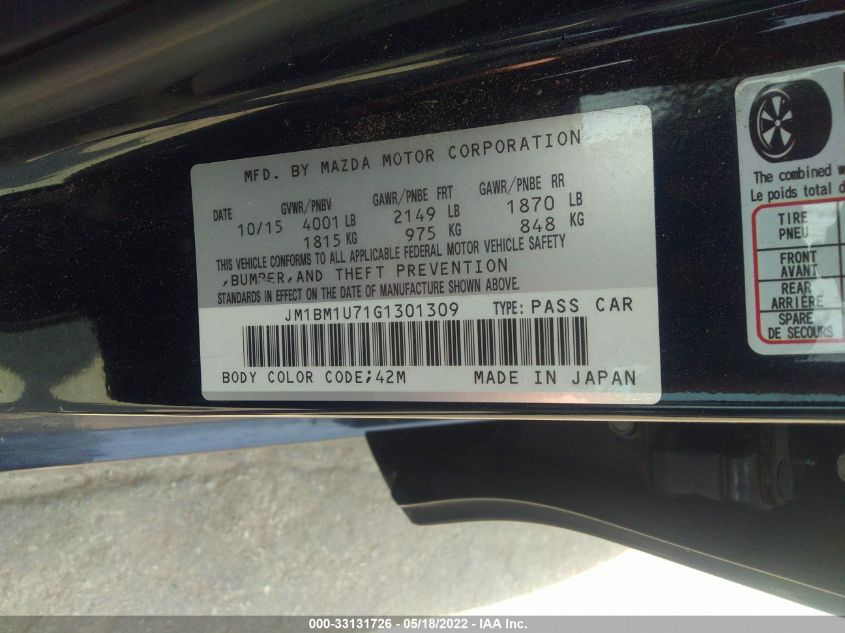 MFD. BY MAZDA MOTOR CORPORATION
DATE GVWR/PNBV GAWR/PNBE FRT GAWR/PNBE RR
10/15 4001 LB 2149 LB 1870 LB
1815 KG 975 KG 848 KG
THIS VEHICLE CONFORMS TO ALL APPLICABLE FEDERAL MOTOR VEHICLE SAFETY
,BUMPER,AND THEFT PREVENTION
STANDARDS IN EFFECT ON THE DATE OF MANUFACTURE SHOWN ABOVE.
JM1BM1U71G1301309 TYPE: PASS CAR
BODY COLOR CODE;42M MADE IN JAPAN
The combined
Le poids total
TIRE
PNEU
FRONT
AVANT
REAR
ARRIÈRE
SPARE
DE SECOURS
000-33131726 - 05/18/2022 - IAA Inc.